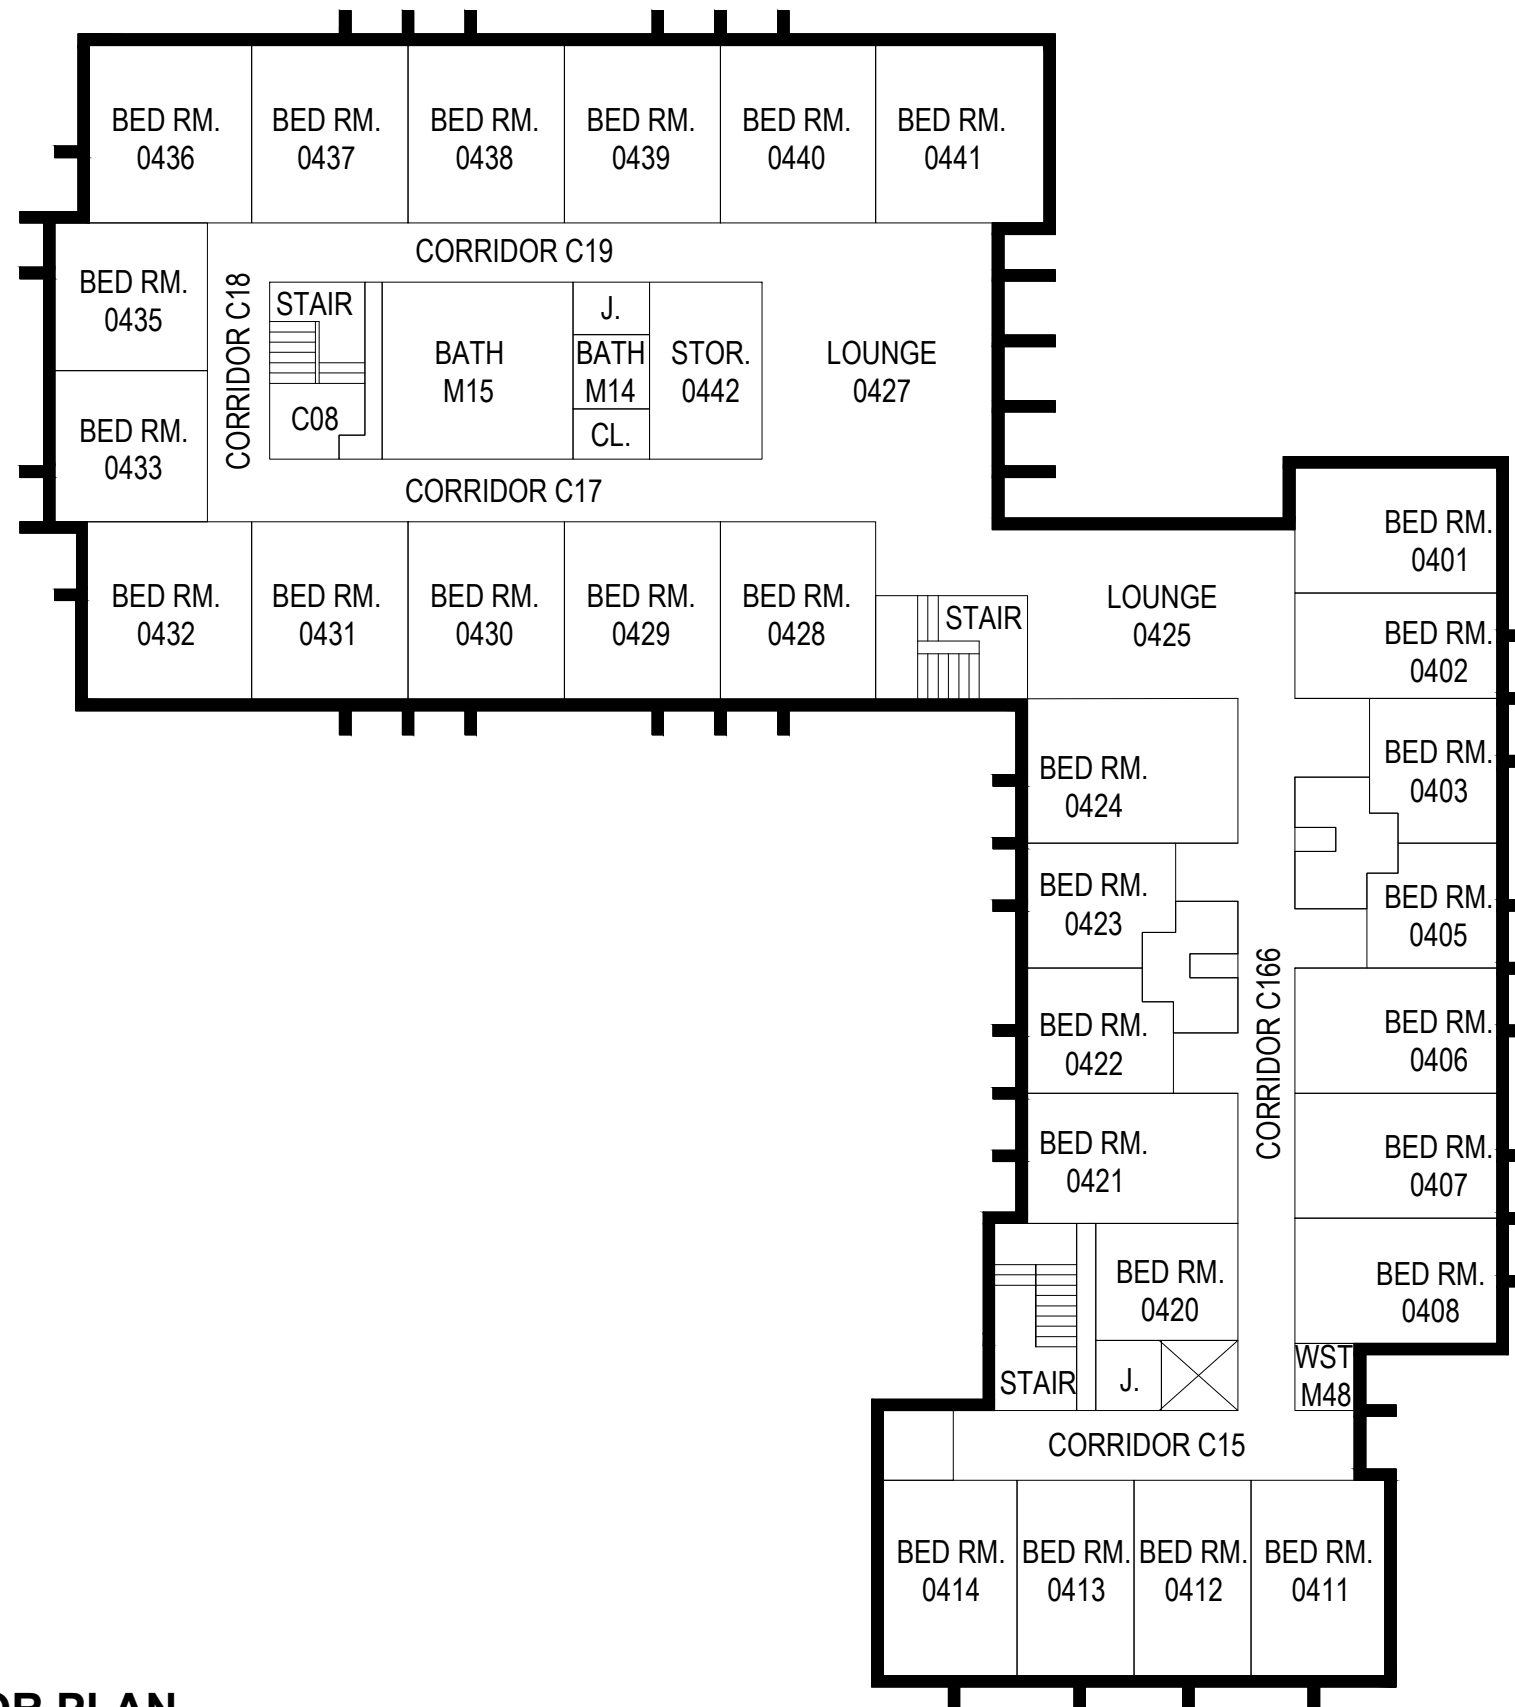 BED RM.
0436
BED RM.
0437
BED RM.
0438
BED RM.
0439
BED RM.
0440
BED RM.
0441
CORRIDOR C19
BED RM.
0435
CORRIDOR C18
STAIR
C08
BATH
M15
J.
BATH
M14
CL.
STOR.
0442
LOUNGE
0427
BED RM.
0433
CORRIDOR C17
BED RM.
0432
BED RM.
0431
BED RM.
0430
BED RM.
0429
BED RM.
0428
STAIR
LOUNGE
0425
BED RM.
0401
BED RM.
0402
BED RM.
0403
BED RM.
0424
BED RM.
0423
BED RM.
0405
BED RM.
0422
CORRIDOR C166
BED RM.
0406
BED RM.
0421
BED RM.
0407
BED RM.
0420
BED RM.
0408
STAIR
J.
WST
M48
CORRIDOR C15
BED RM.
0414
BED RM.
0413
BED RM.
0412
BED RM.
0411
PLAN